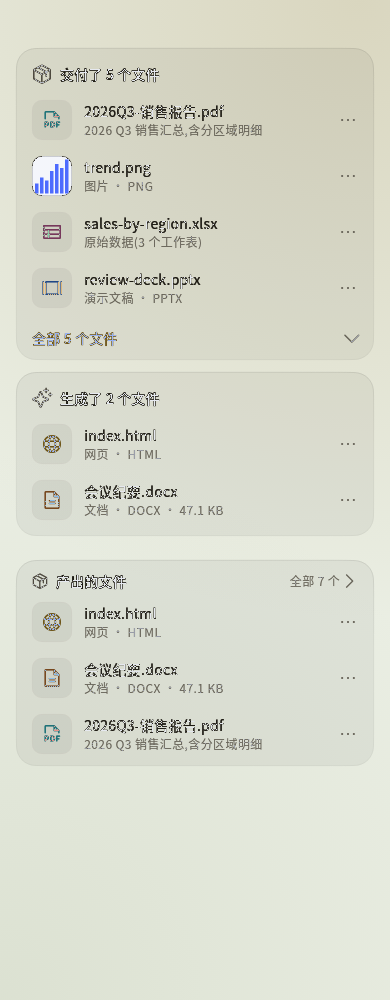 交付了 5 个文件
2026Q3-销售报告.pdf
2026 Q3 销售汇总,含分区域明细
trend.png
图片 · PNG
sales-by-region.xlsx
原始数据(3 个工作表)
review-deck.pptx
演示文稿 · PPTX
全部 5 个文件
生成了 2 个文件
index.html
网页 · HTML
会议纪要.docx
文档 · DOCX · 47.1 KB
产出的文件
全部 7 个
index.html
网页 · HTML
会议纪要.docx
文档 · DOCX · 47.1 KB
2026Q3-销售报告.pdf
2026 Q3 销售汇总,含分区域明细